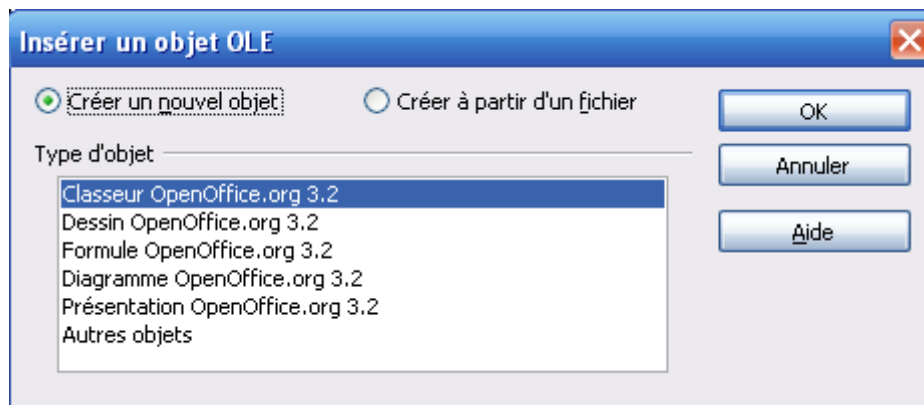 Insérer un objet OLE
Créer un nouvel objet
Créer à partir d'un fichier
OK
Type d'objet
Annuler
Classeur OpenOffice.org 3.2
Dessin OpenOffice.org 3.2
Aide
Formule OpenOffice.org 3.2
Diagramme OpenOffice.org 3.2
Présentation OpenOffice.org 3.2
Autres objets